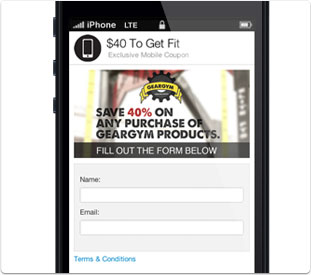 iPhone LTE
$40 To Get Fit
Exclusive Mobile Coupon
GEARGYM
SAVE 40% ON
ANY PURCHASE OF
GEARGYM PRODUCTS.
FILL OUT THE FORM BELOW
Name:
Email:
Terms & Conditions